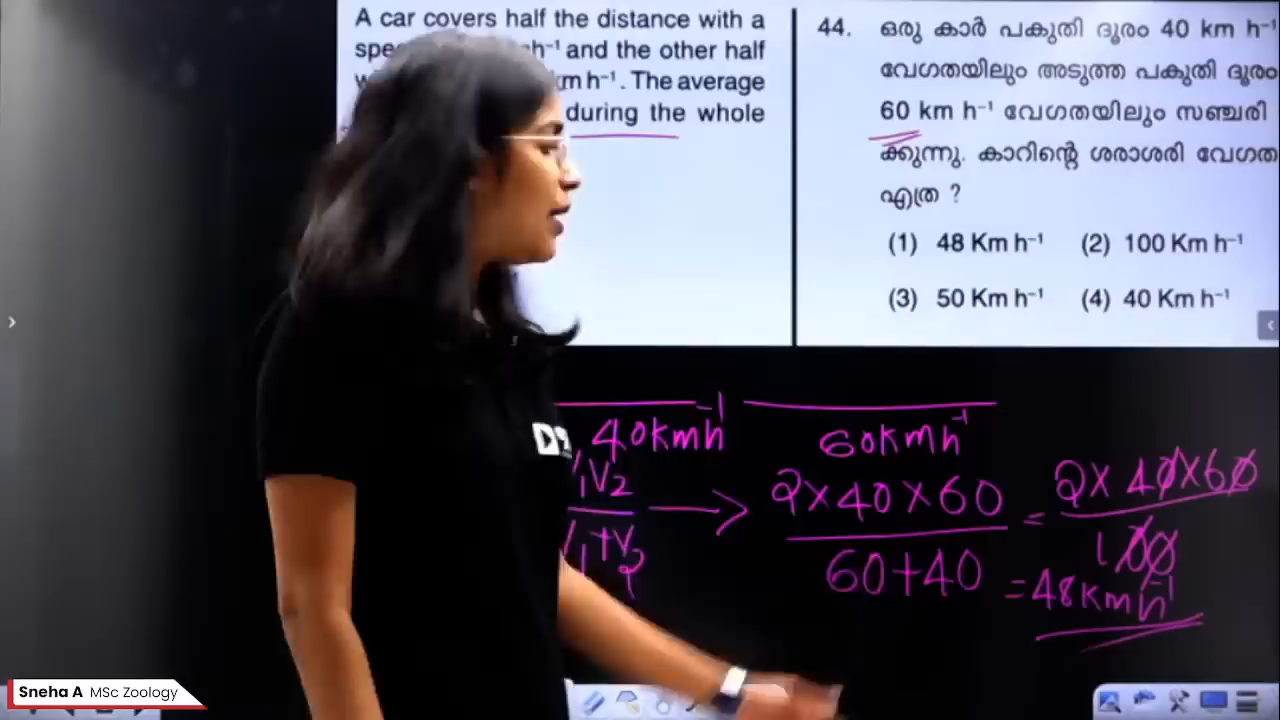 A car covers half the distance with a
h⁻¹ and the other half
km h⁻¹. The average
during the whole
44. ഒരു കാർ പകുതി ദൂരം 40 km h⁻¹
വേഗതയിലും അടുത്ത പകുതി ദൂരം
60 km h⁻¹ വേഗതയിലും സഞ്ചരി
ക്കുന്നു. കാറിന്റെ ശരാശരി വേഗത
എത്ര ?
(1) 48 Km h⁻¹ (2) 100 Km h⁻¹
(3) 50 Km h⁻¹ (4) 40 Km h⁻¹
40kmh⁻¹ 60kmh⁻¹
V₂
+V₂
→ 2×40×60
60+40
= 2×40×60
100
=48kmh⁻¹
Sneha A MSc Zoology